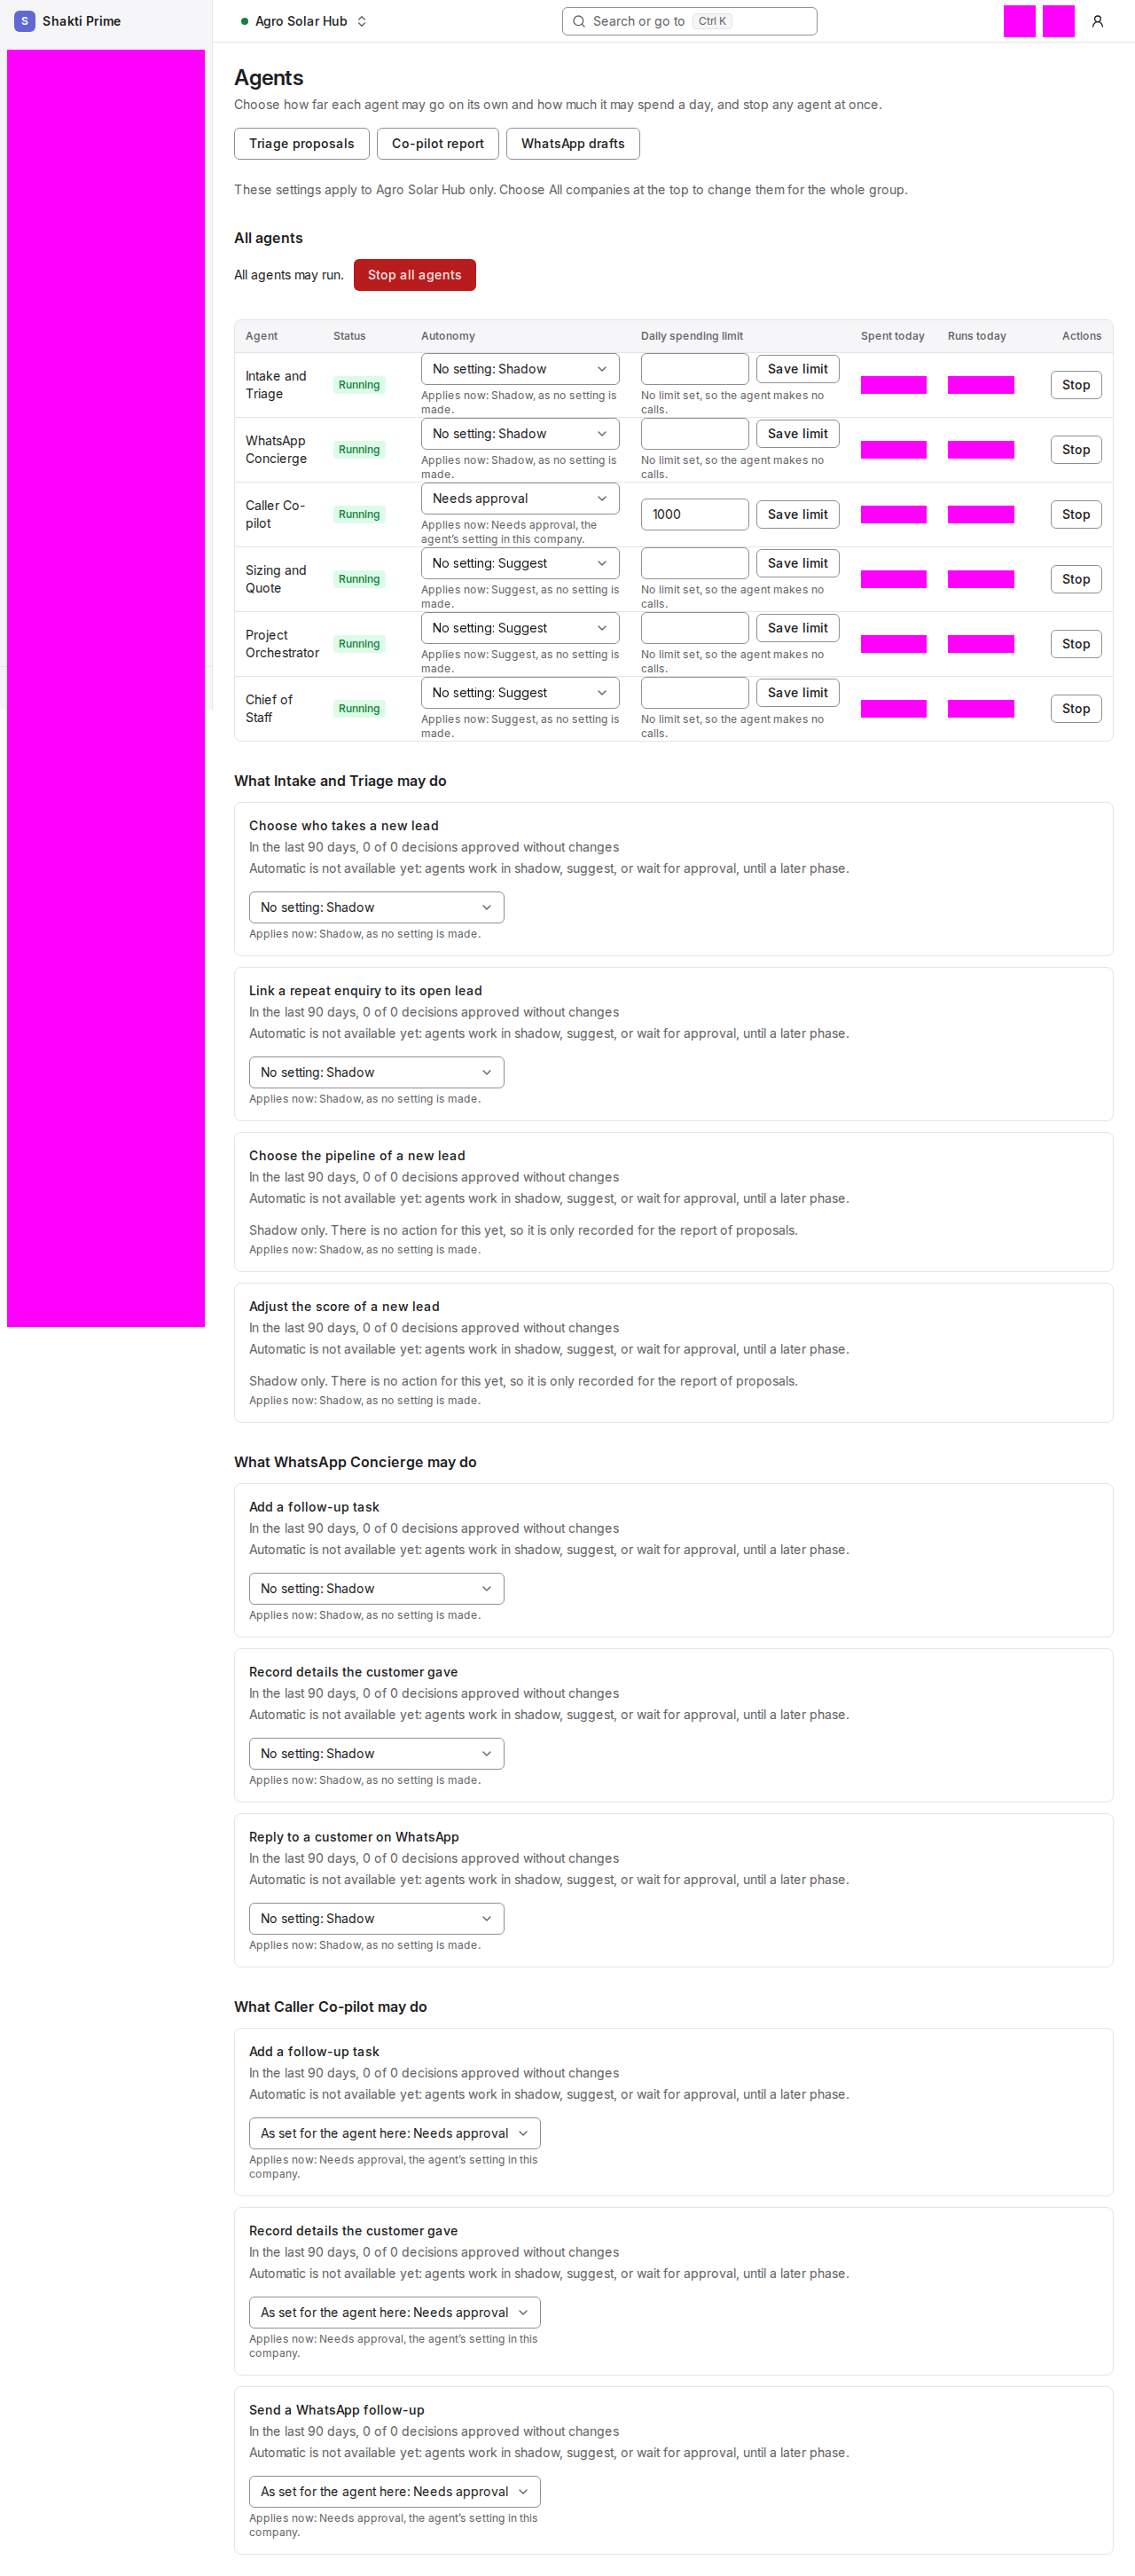 S Shakti Prime
Agro Solar Hub
Search or go to Ctrl K
Agents
Choose how far each agent may go on its own and how much it may spend a day, and stop any agent at once.
Triage proposals Co-pilot report WhatsApp drafts
These settings apply to Agro Solar Hub only. Choose All companies at the top to change them for the whole group.
All agents
All agents may run. Stop all agents
Agent Status Autonomy Daily spending limit Spent today Runs today Actions
Intake and Triage Running No setting: Shadow Save limit Stop
Applies now: Shadow, as no setting is made. No limit set, so the agent makes no calls.
WhatsApp Concierge Running No setting: Shadow Save limit Stop
Applies now: Shadow, as no setting is made. No limit set, so the agent makes no calls.
Caller Co-pilot Running Needs approval 1000 Save limit Stop
Applies now: Needs approval, the agent's setting in this company.
Sizing and Quote Running No setting: Suggest Save limit Stop
Applies now: Suggest, as no setting is made. No limit set, so the agent makes no calls.
Project Orchestrator Running No setting: Suggest Save limit Stop
Applies now: Suggest, as no setting is made. No limit set, so the agent makes no calls.
Chief of Staff Running No setting: Suggest Save limit Stop
Applies now: Suggest, as no setting is made. No limit set, so the agent makes no calls.
What Intake and Triage may do
Choose who takes a new lead
In the last 90 days, 0 of 0 decisions approved without changes
Automatic is not available yet: agents work in shadow, suggest, or wait for approval, until a later phase.
No setting: Shadow
Applies now: Shadow, as no setting is made.
Link a repeat enquiry to its open lead
In the last 90 days, 0 of 0 decisions approved without changes
Automatic is not available yet: agents work in shadow, suggest, or wait for approval, until a later phase.
No setting: Shadow
Applies now: Shadow, as no setting is made.
Choose the pipeline of a new lead
In the last 90 days, 0 of 0 decisions approved without changes
Automatic is not available yet: agents work in shadow, suggest, or wait for approval, until a later phase.
Shadow only. There is no action for this yet, so it is only recorded for the report of proposals.
Applies now: Shadow, as no setting is made.
Adjust the score of a new lead
In the last 90 days, 0 of 0 decisions approved without changes
Automatic is not available yet: agents work in shadow, suggest, or wait for approval, until a later phase.
Shadow only. There is no action for this yet, so it is only recorded for the report of proposals.
Applies now: Shadow, as no setting is made.
What WhatsApp Concierge may do
Add a follow-up task
In the last 90 days, 0 of 0 decisions approved without changes
Automatic is not available yet: agents work in shadow, suggest, or wait for approval, until a later phase.
No setting: Shadow
Applies now: Shadow, as no setting is made.
Record details the customer gave
In the last 90 days, 0 of 0 decisions approved without changes
Automatic is not available yet: agents work in shadow, suggest, or wait for approval, until a later phase.
No setting: Shadow
Applies now: Shadow, as no setting is made.
Reply to a customer on WhatsApp
In the last 90 days, 0 of 0 decisions approved without changes
Automatic is not available yet: agents work in shadow, suggest, or wait for approval, until a later phase.
No setting: Shadow
Applies now: Shadow, as no setting is made.
What Caller Co-pilot may do
Add a follow-up task
In the last 90 days, 0 of 0 decisions approved without changes
Automatic is not available yet: agents work in shadow, suggest, or wait for approval, until a later phase.
As set for the agent here: Needs approval
Applies now: Needs approval, the agent's setting in this
company.
Record details the customer gave
In the last 90 days, 0 of 0 decisions approved without changes
Automatic is not available yet: agents work in shadow, suggest, or wait for approval, until a later phase.
As set for the agent here: Needs approval
Applies now: Needs approval, the agent's setting in this
company.
Send a WhatsApp follow-up
In the last 90 days, 0 of 0 decisions approved without changes
Automatic is not available yet: agents work in shadow, suggest, or wait for approval, until a later phase.
As set for the agent here: Needs approval
Applies now: Needs approval, the agent's setting in this
company.